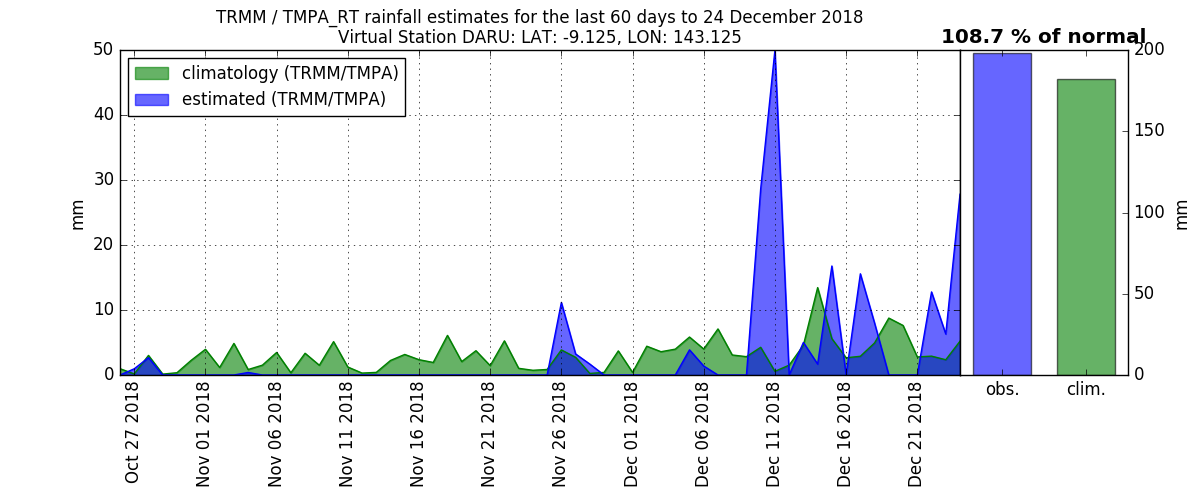 TRMM / TMPA_RT rainfall estimates for the last 60 days to 24 December 2018
Virtual Station DARU: LAT: -9.125, LON: 143.125
108.7 % of normal
climatology (TRMM/TMPA)
estimated (TRMM/TMPA)
50
40
30
20
10
0
mm
Oct 27 2018
Nov 01 2018
Nov 06 2018
Nov 11 2018
Nov 16 2018
Nov 21 2018
Nov 26 2018
Dec 01 2018
Dec 06 2018
Dec 11 2018
Dec 16 2018
Dec 21 2018
obs.
clim.
200
150
100
50
0
mm